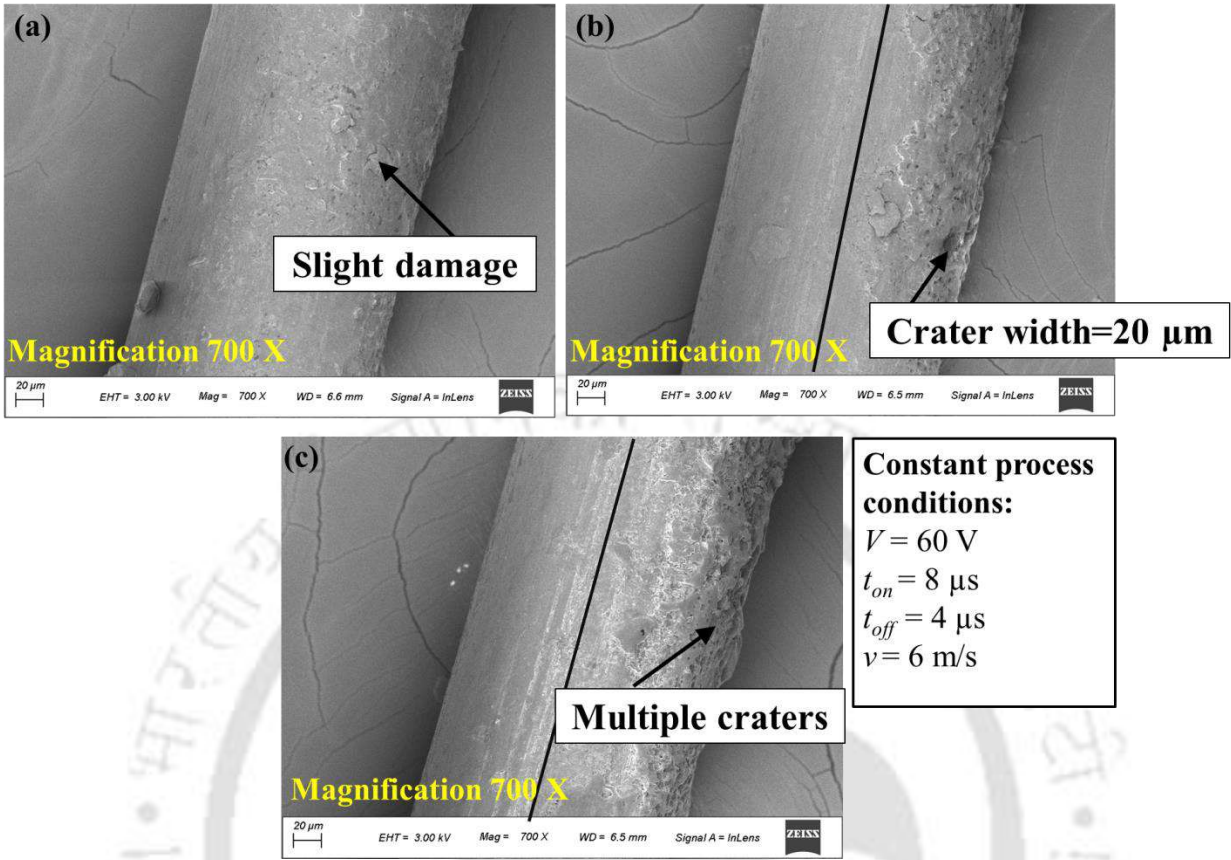 (a)
Slight damage
Magnification 700 X
20 µm
EHT = 3.00 kV Mag = 700 X WD = 6.6 mm Signal A = InLens
ZEISS
(b)
Crater width=20 µm
Magnification 700 X
20 µm
EHT = 3.00 kV Mag = 700 X WD = 6.5 mm Signal A = InLens
ZEISS
(c)
Multiple craters
Magnification 700 X
20 µm
EHT = 3.00 kV Mag = 700 X WD = 6.5 mm Signal A = InLens
ZEISS
Constant process
conditions:
V = 60 V
t_on = 8 µs
t_off = 4 µs
v = 6 m/s